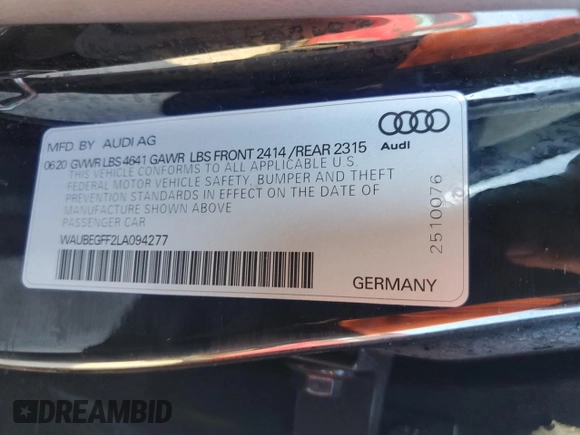 MFD. BY AUDI AG
0620 GVWR LBS 4641 GAWR LBS FRONT 2414 /REAR 2315
THIS VEHICLE CONFORMS TO ALL APPLICABLE U.S.
FEDERAL MOTOR VEHICLE SAFETY, BUMPER AND THEFT
PREVENTION STANDARDS IN EFFECT ON THE DATE OF
MANUFACTURE SHOWN ABOVE
PASSENGER CAR
WAUBEGFF2LA094277
Audi
2510076
GERMANY
DREAMBID